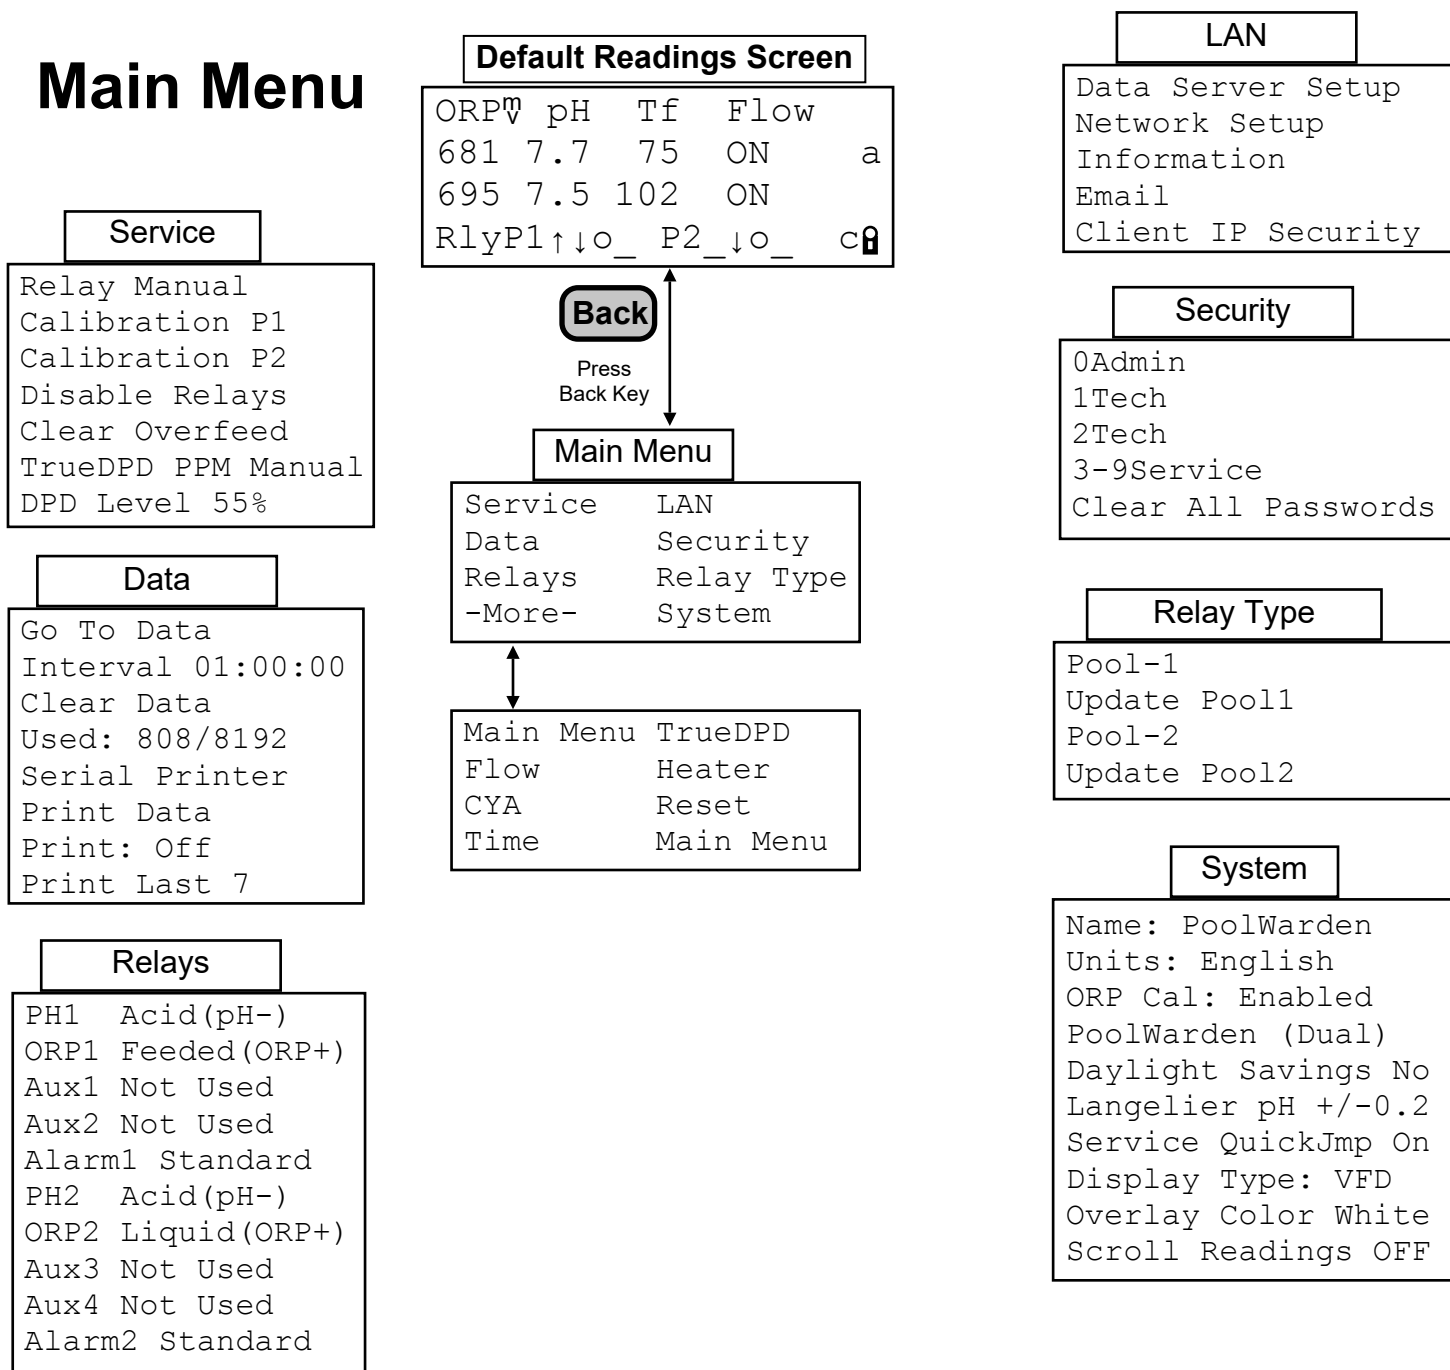 Main Menu
Default Readings Screen
ORPmV pH Tf Flow
681 7.7 75 ON a
695 7.5 102 ON
RlyP1↑↓o_ P2_↓o_ c
Back
Press
Back Key
Main Menu
Service LAN
Data Security
Relays Relay Type
-More- System
Main Menu TrueDPD
Flow Heater
CYA Reset
Time Main Menu
Service
Relay Manual
Calibration P1
Calibration P2
Disable Relays
Clear Overfeed
TrueDPD PPM Manual
DPD Level 55%
Data
Go To Data
Interval 01:00:00
Clear Data
Used: 808/8192
Serial Printer
Print Data
Print: Off
Print Last 7
Relays
PH1 Acid(pH-)
ORP1 Feeded(ORP+)
Aux1 Not Used
Aux2 Not Used
Alarm1 Standard
PH2 Acid(pH-)
ORP2 Liquid(ORP+)
Aux3 Not Used
Aux4 Not Used
Alarm2 Standard
LAN
Data Server Setup
Network Setup
Information
Email
Client IP Security
Security
0Admin
1Tech
2Tech
3-9Service
Clear All Passwords
Relay Type
Pool-1
Update Pool1
Pool-2
Update Pool2
System
Name: PoolWarden
Units: English
ORP Cal: Enabled
PoolWarden (Dual)
Daylight Savings No
Langelier pH +/-0.2
Service QuickJmp On
Display Type: VFD
Overlay Color White
Scroll Readings OFF